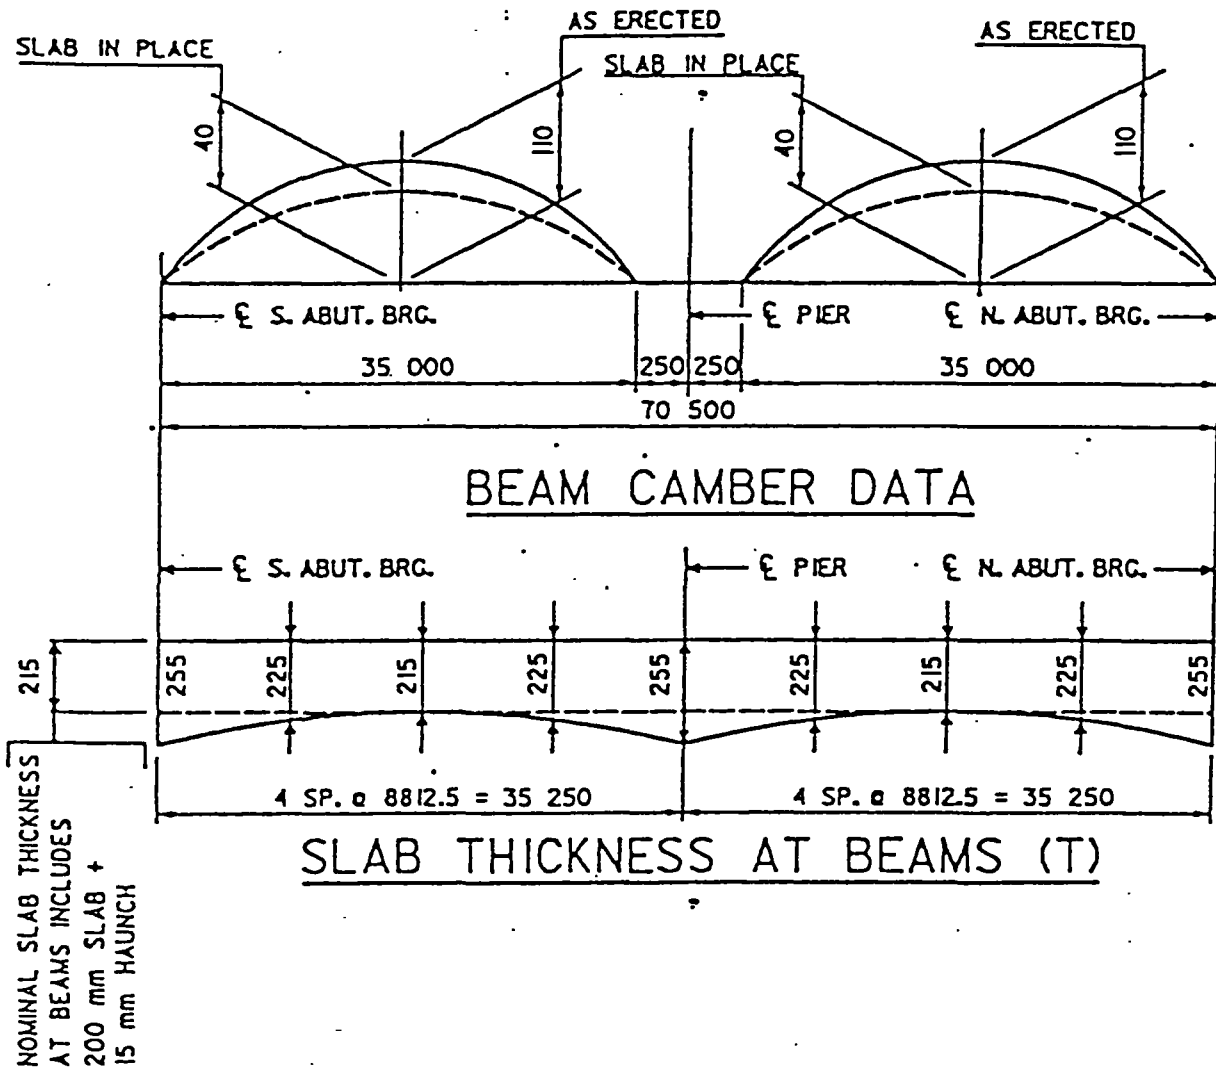 AS ERECTED
AS ERECTED
SLAB IN PLACE
SLAB IN PLACE
40
110
40
110
℄ S. ABUT. BRG.
℄ PIER
℄ N. ABUT. BRG.
35 000
250
250
35 000
70 500
BEAM CAMBER DATA
℄ S. ABUT. BRG.
℄ PIER
℄ N. ABUT. BRG.
215
255
225
215
225
255
225
215
225
255
4 SP. @ 8812.5 = 35 250
4 SP. @ 8812.5 = 35 250
SLAB THICKNESS AT BEAMS (T)
NOMINAL SLAB THICKNESS
AT BEAMS INCLUDES
200 mm SLAB +
15 mm HAUNCH